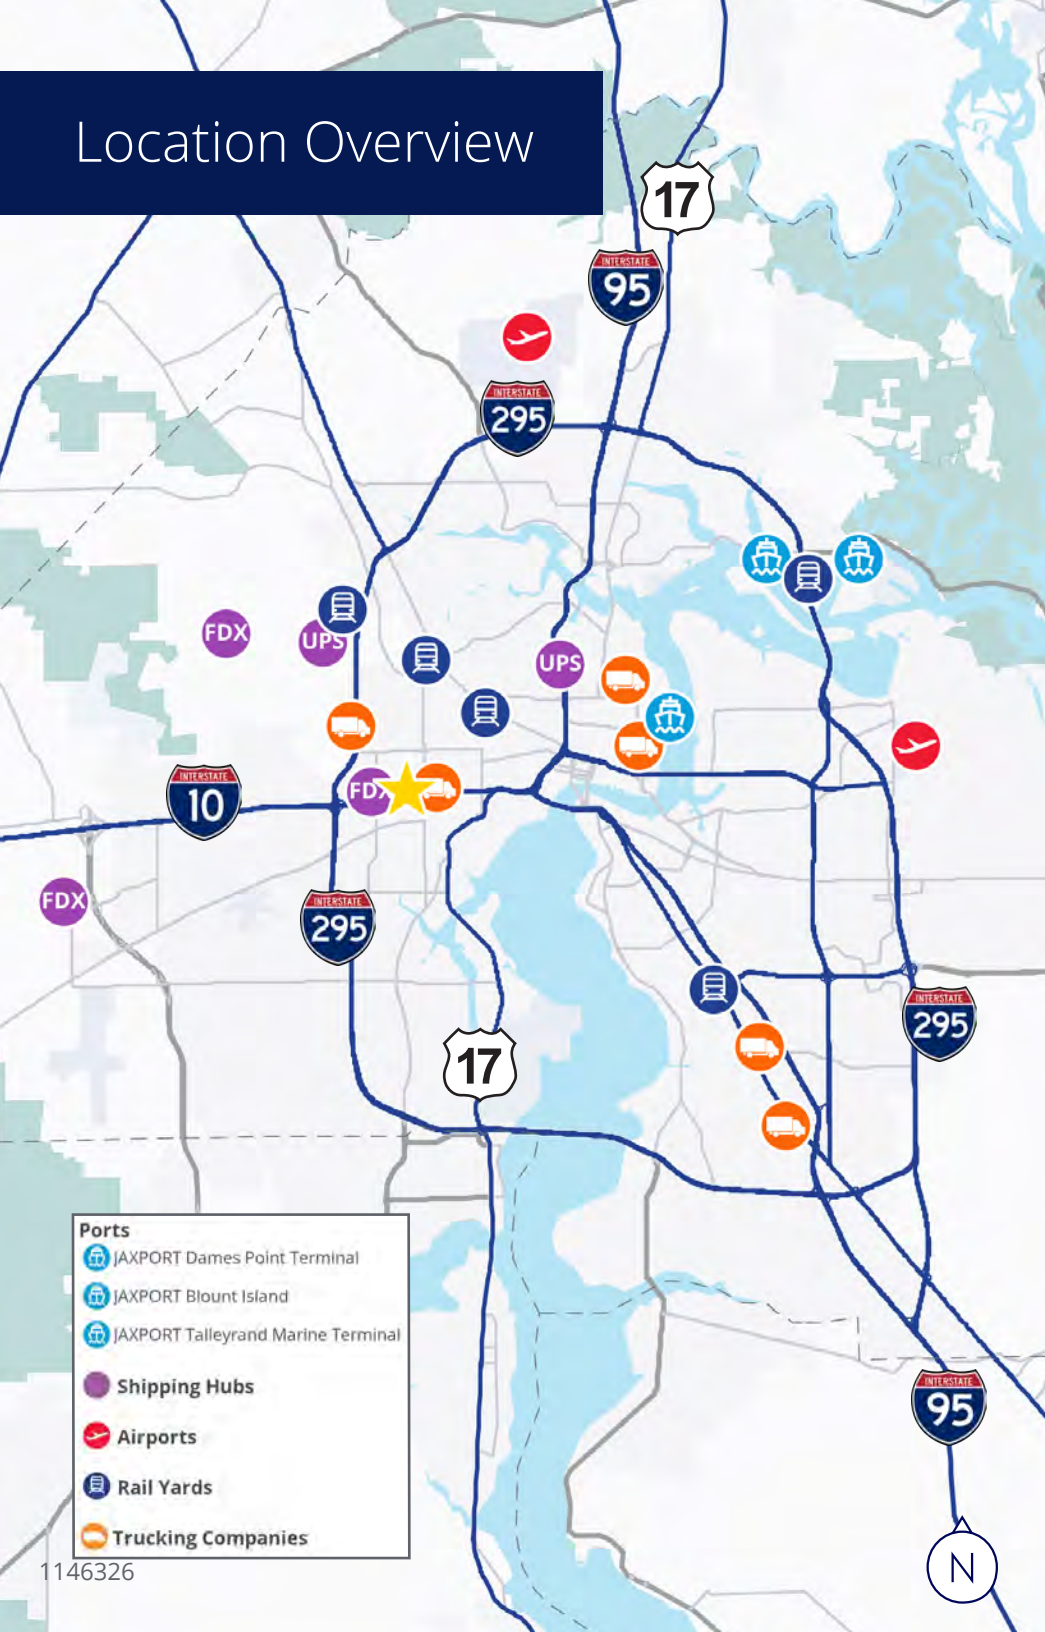 Location Overview
17
INTERSTATE
95
INTERSTATE
295
FDX
UPS
UPS
INTERSTATE
10
FDX
FDX
INTERSTATE
295
INTERSTATE
295
17
Ports
JAXPORT Dames Point Terminal
JAXPORT Blount Island
JAXPORT Talleyrand Marine Terminal
Shipping Hubs
Airports
Rail Yards
Trucking Companies
INTERSTATE
95
1146326
N